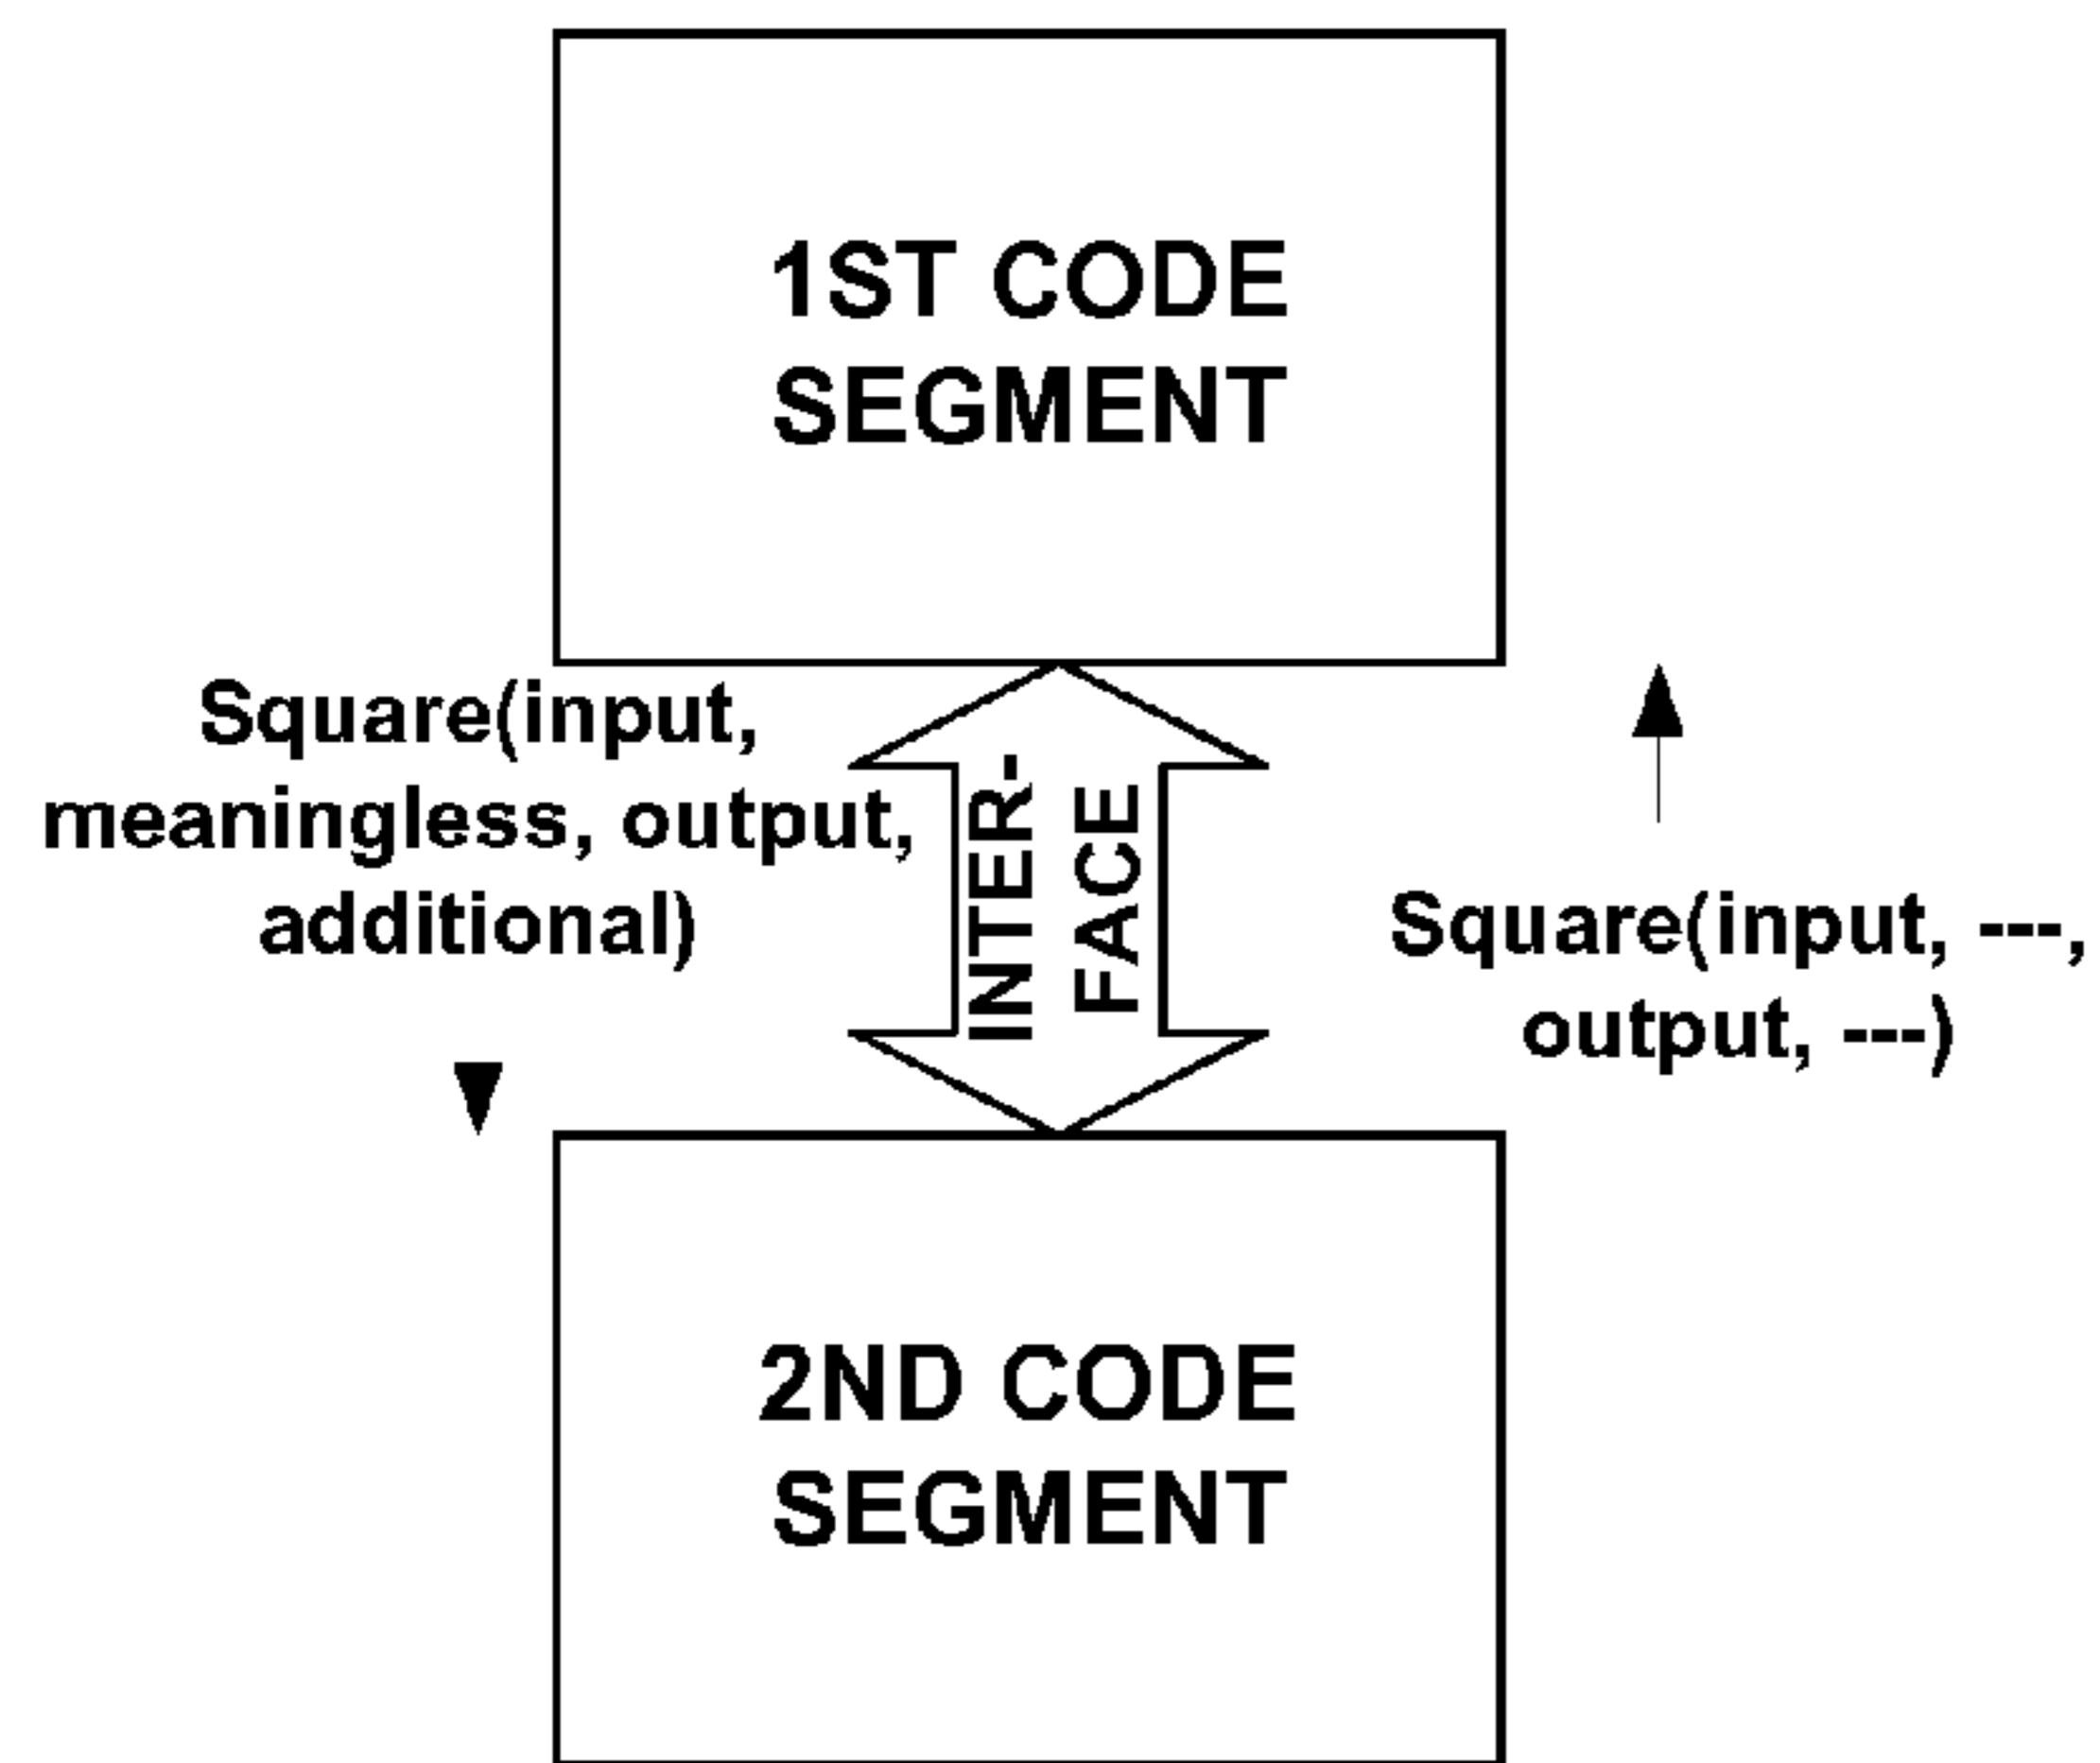 1ST CODE
SEGMENT
Square(input,
meaningless, output,
additional)
INTER-
FACE
Square(input, ---,
output, ---)
2ND CODE
SEGMENT